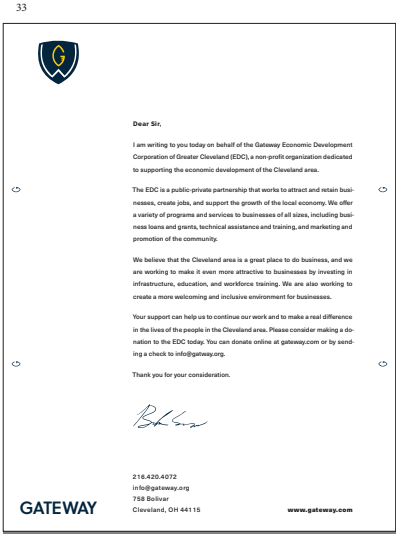 33
G
Dear Sir,
I am writing to you today on behalf of the Gateway Economic Development
Corporation of Greater Cleveland (EDC), a non-profit organization dedicated
to supporting the economic development of the Cleveland area.
The EDC is a public-private partnership that works to attract and retain busi-
nesses, create jobs, and support the growth of the local economy. We offer
a variety of programs and services to businesses of all sizes, including busi-
ness loans and grants, technical assistance and training, and marketing and
promotion of the community.
We believe that the Cleveland area is a great place to do business, and we
are working to make it even more attractive to businesses by investing in
infrastructure, education, and workforce training. We are also working to
create a more welcoming and inclusive environment for businesses.
Your support can help us to continue our work and to make a real difference
in the lives of the people in the Cleveland area. Please consider making a do-
nation to the EDC today. You can donate online at gateway.com or by send-
ing a check to info@gatway.org.
Thank you for your consideration.
216.420.4072
info@gateway.org
758 Bolivar
Cleveland, OH 44115
www.gateway.com
GATEWAY